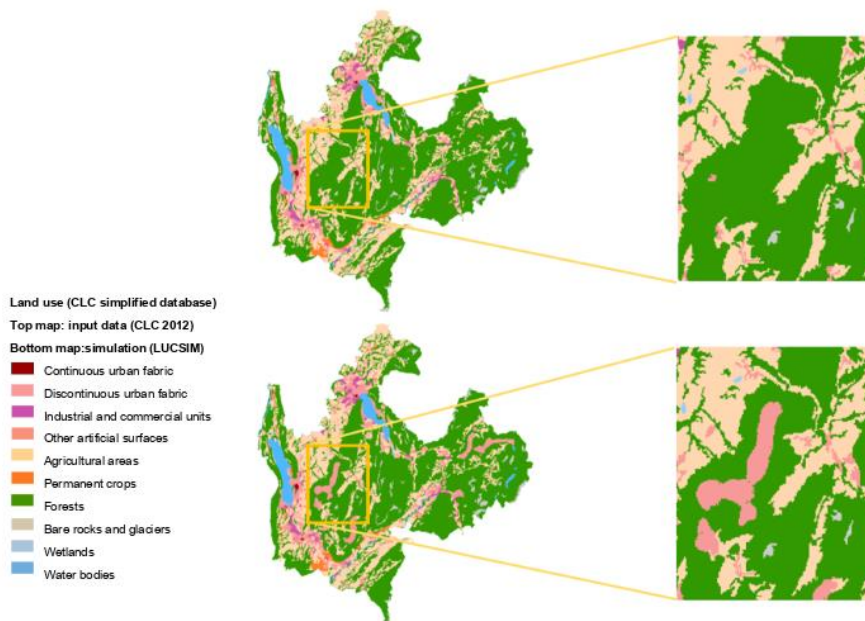 Land use (CLC simplified database)
Top map: input data (CLC 2012)
Bottom map:simulation (LUCSIM)
Continuous urban fabric
Discontinuous urban fabric
Industrial and commercial units
Other artificial surfaces
Agricultural areas
Permanent crops
Forests
Bare rocks and glaciers
Wetlands
Water bodies